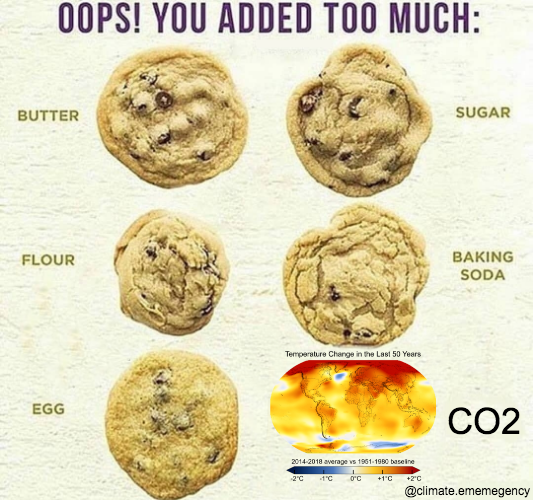 OOPS! YOU ADDED TOO MUCH:
BUTTER
SUGAR
FLOUR
BAKING
SODA
EGG
Temperature Change in the Last 50 Years
CO2
2014-2018 average vs 1951-1980 baseline
-2°C -1°C 0°C +1°C +2°C
@climate.ememegency